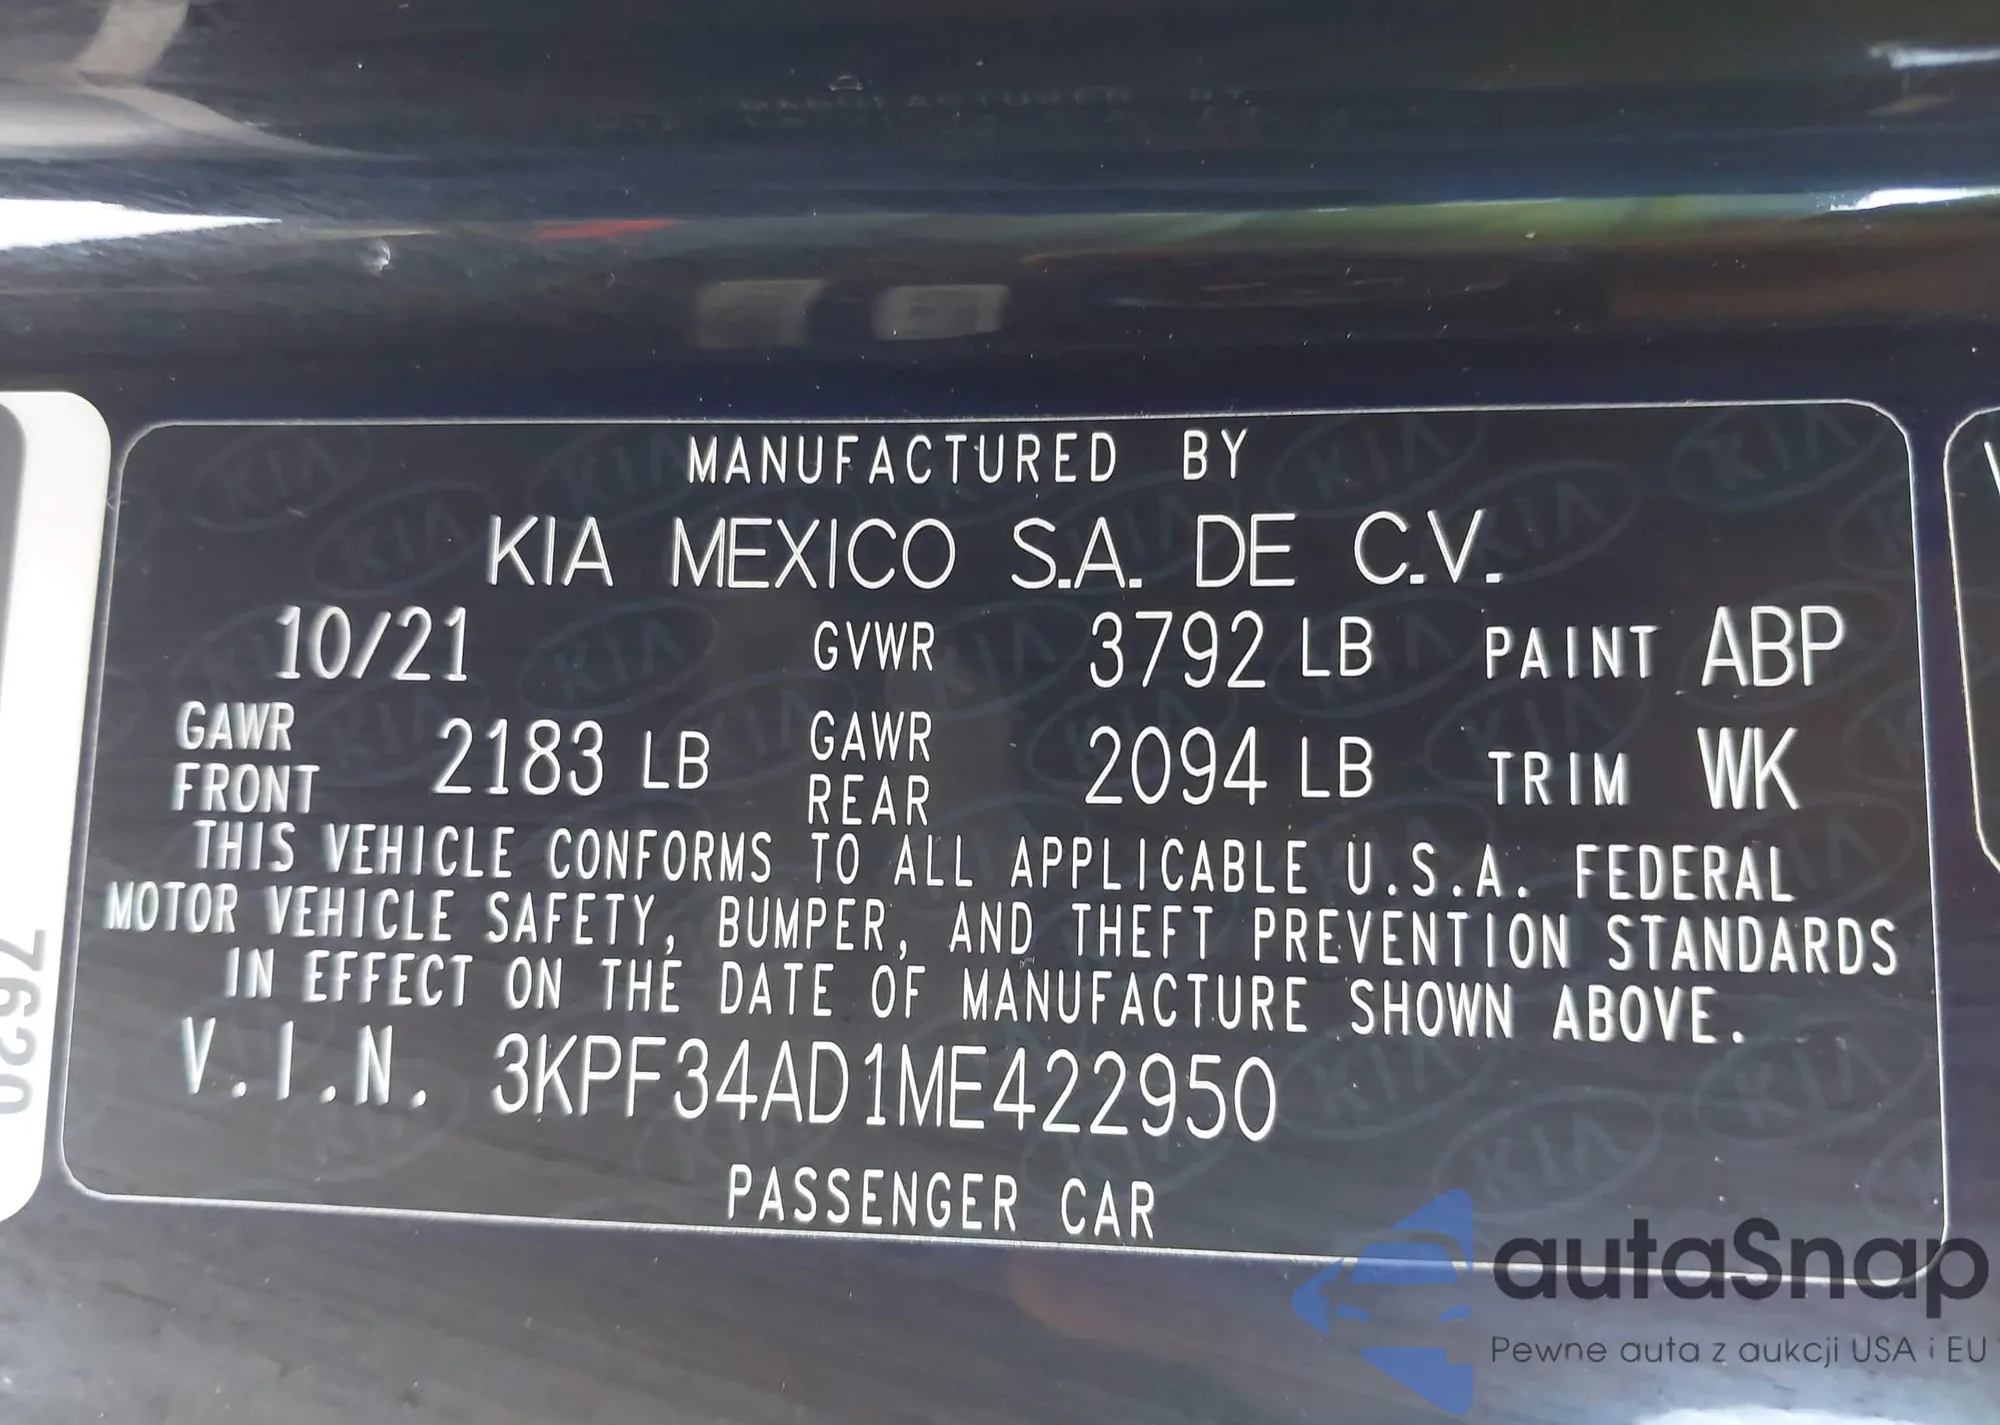 MANUFACTURED BY
KIA MEXICO S.A. DE C.V.
10/21 GVWR 3792 LB PAINT ABP
GAWR FRONT 2183 LB GAWR REAR 2094 LB TRIM WK
THIS VEHICLE CONFORMS TO ALL APPLICABLE U.S.A. FEDERAL
MOTOR VEHICLE SAFETY, BUMPER, AND THEFT PREVENTION STANDARDS
IN EFFECT ON THE DATE OF MANUFACTURE SHOWN ABOVE.
V.I.N. 3KPF34AD1ME422950
PASSENGER CAR
7620
autaSnap
Pewne auta z aukcji USA i EU